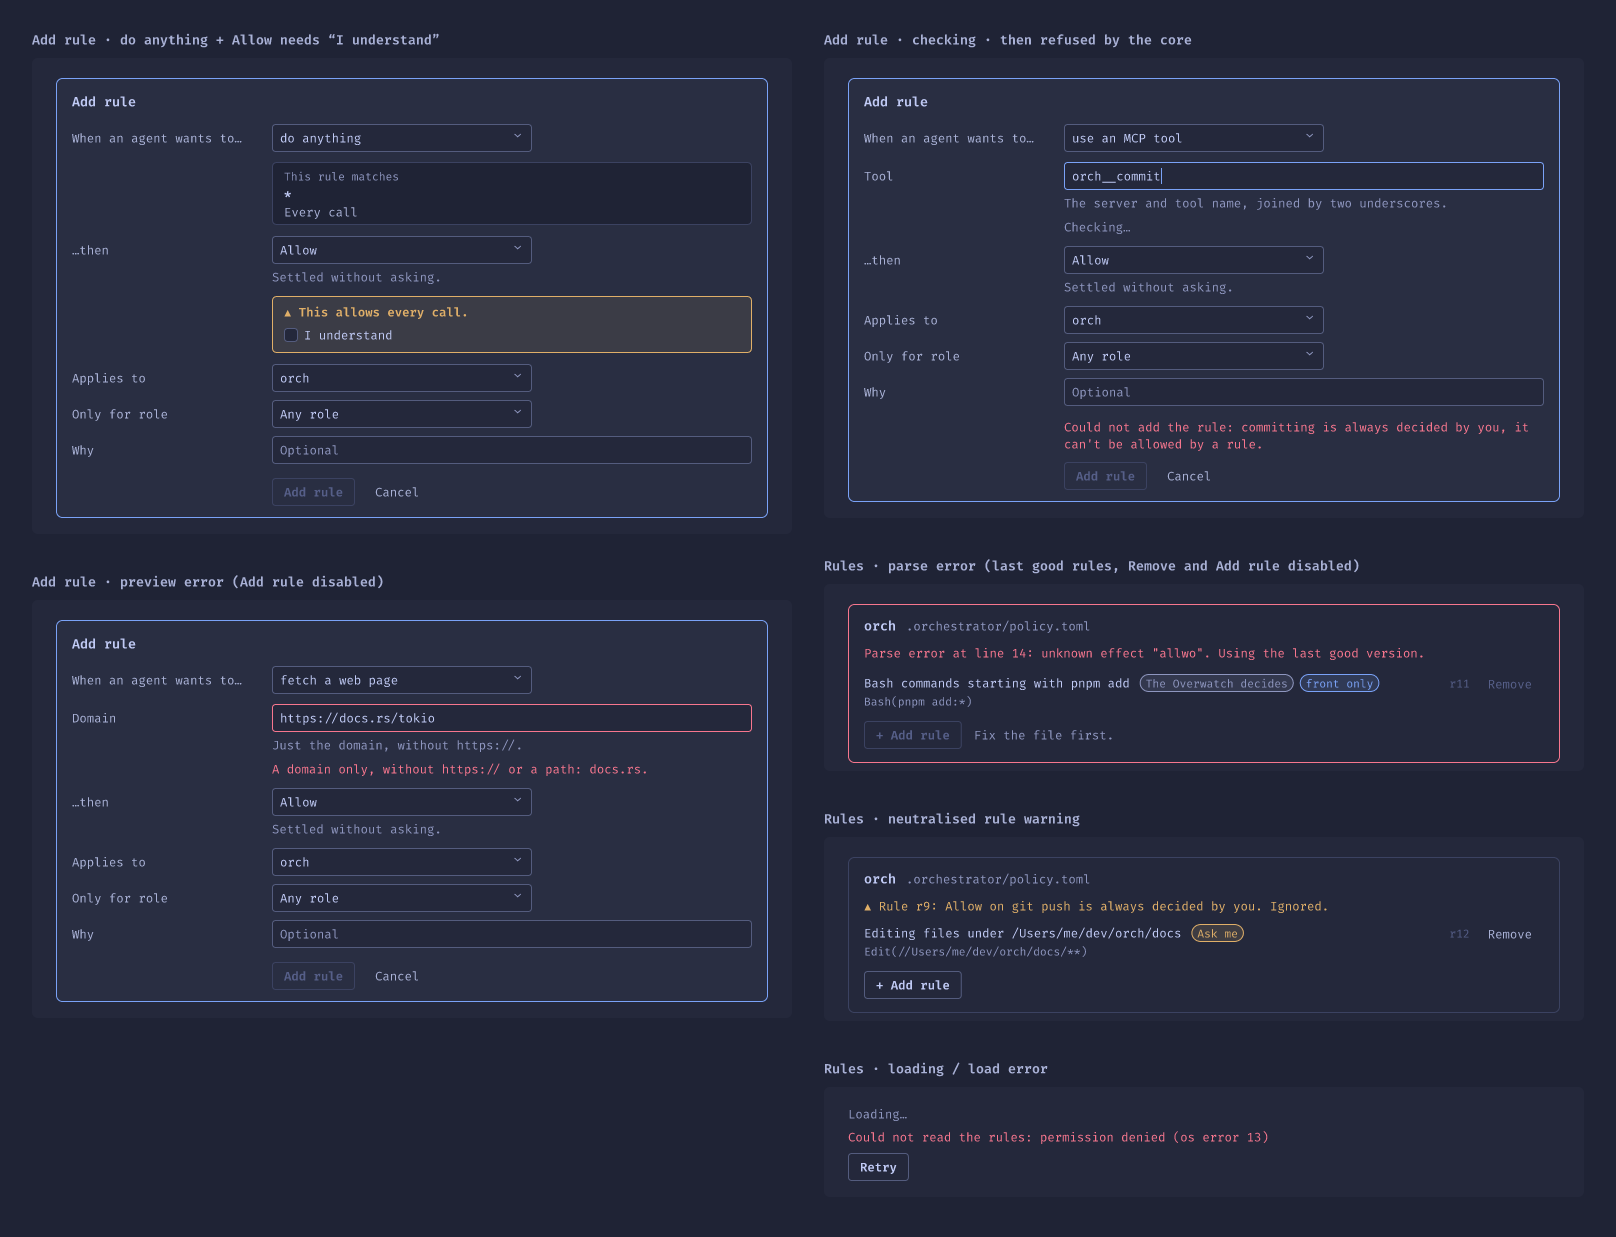 Add rule · do anything + Allow needs “I understand”
Add rule
When an agent wants to…
do anything
This rule matches
*
Every call
…then
Allow
Settled without asking.
▲ This allows every call.
I understand
Applies to
orch
Only for role
Any role
Why
Optional
Add rule
Cancel
Add rule · preview error (Add rule disabled)
Add rule
When an agent wants to…
fetch a web page
Domain
https://docs.rs/tokio
Just the domain, without https://.
A domain only, without https:// or a path: docs.rs.
…then
Allow
Settled without asking.
Applies to
orch
Only for role
Any role
Why
Optional
Add rule
Cancel
Add rule · checking · then refused by the core
Add rule
When an agent wants to…
use an MCP tool
Tool
orch__commit
The server and tool name, joined by two underscores.
Checking…
…then
Allow
Settled without asking.
Applies to
orch
Only for role
Any role
Why
Optional
Could not add the rule: committing is always decided by you, it
can't be allowed by a rule.
Add rule
Cancel
Rules · parse error (last good rules, Remove and Add rule disabled)
orch .orchestrator/policy.toml
Parse error at line 14: unknown effect "allwo". Using the last good version.
Bash commands starting with pnpm add The Overwatch decides front only r11 Remove
Bash(pnpm add:*)
+ Add rule Fix the file first.
Rules · neutralised rule warning
orch .orchestrator/policy.toml
▲ Rule r9: Allow on git push is always decided by you. Ignored.
Editing files under /Users/me/dev/orch/docs Ask me r12 Remove
Edit(//Users/me/dev/orch/docs/**)
+ Add rule
Rules · loading / load error
Loading…
Could not read the rules: permission denied (os error 13)
Retry